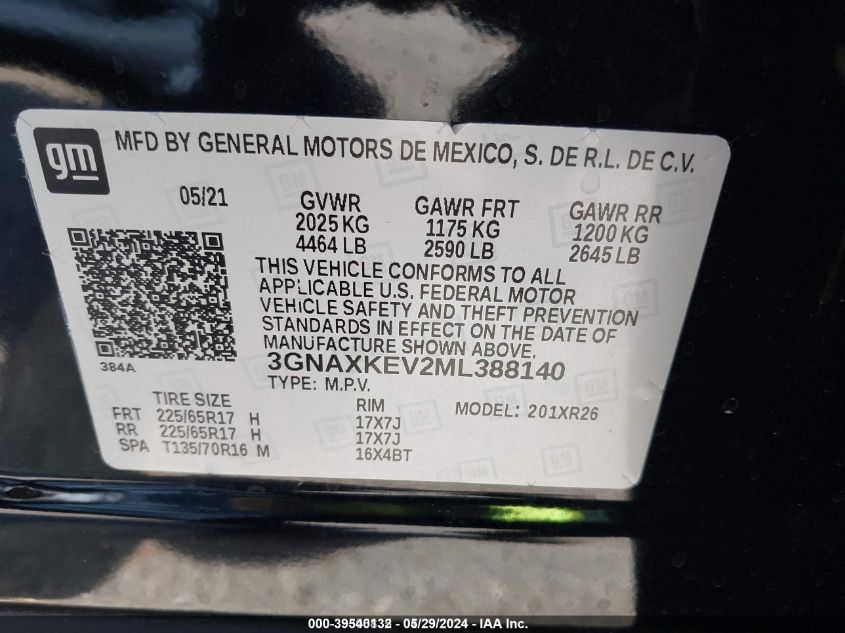 gm
MFD BY GENERAL MOTORS DE MEXICO, S. DE R.L. DE C.V.
05/21 GVWR GAWR FRT GAWR RR
2025 KG 1175 KG 1200 KG
4464 LB 2590 LB 2645 LB
THIS VEHICLE CONFORMS TO ALL
APPLICABLE U.S. FEDERAL MOTOR
VEHICLE SAFETY AND THEFT PREVENTION
STANDARDS IN EFFECT ON THE DATE OF
MANUFACTURE SHOWN ABOVE.
384A
3GNAXKEV2ML388140
TYPE: M.P.V.
TIRE SIZE RIM MODEL: 201XR26
FRT 225/65R17 H 17X7J
RR 225/65R17 H 17X7J
SPA T135/70R16 M 16X4BT
000-39540132 - 05/29/2024 - IAA Inc.